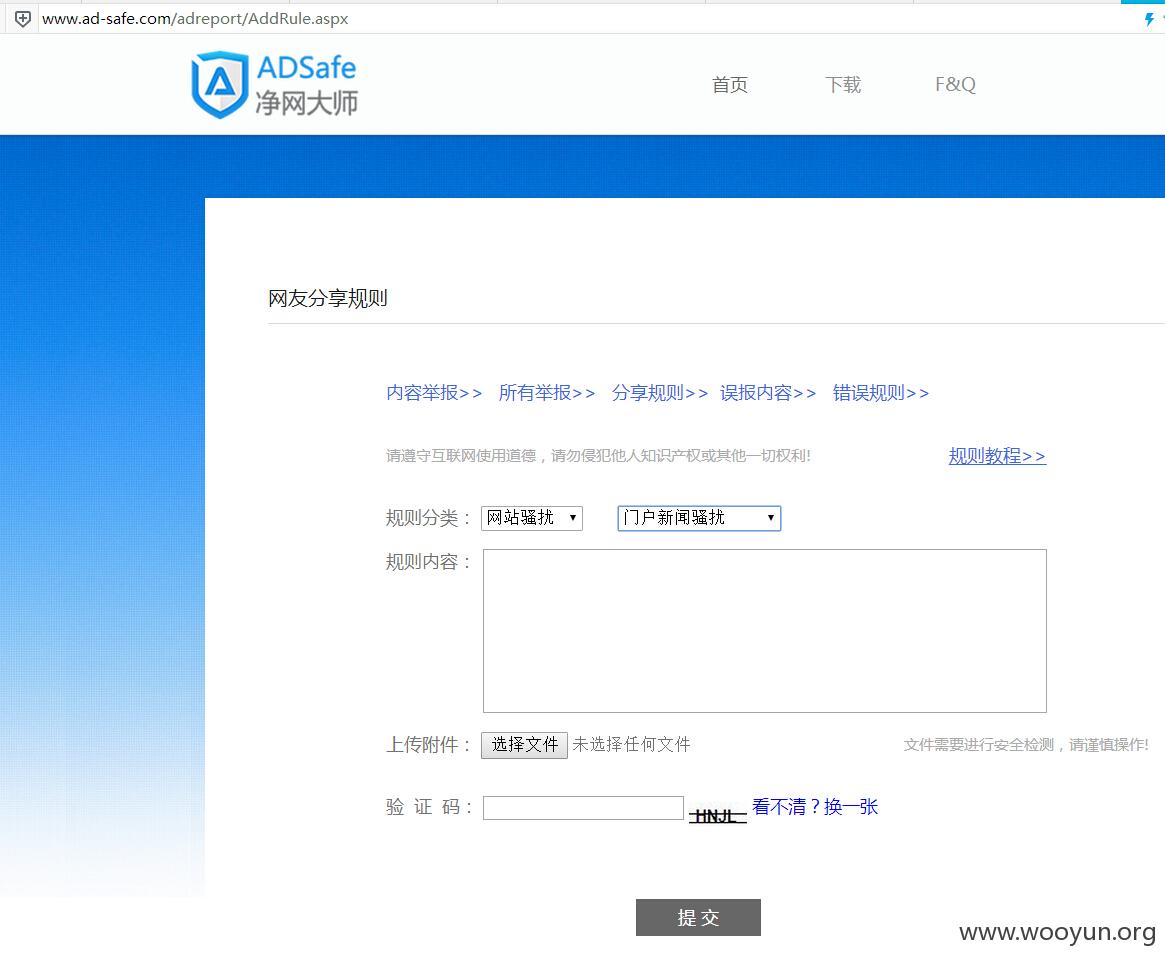 www.ad-safe.com/adreport/AddRule.aspx
ADSafe
净网大师
首页 下载 F&Q
网友分享规则
内容举报>> 所有举报>> 分享规则>> 误报内容>> 错误规则>>
请遵守互联网使用道德，请勿侵犯他人知识产权或其他一切权利! 规则教程>>
规则分类： 网站骚扰 门户新闻骚扰
规则内容：
上传附件： 选择文件 未选择任何文件 文件需要进行安全检测，请谨慎操作!
验 证 码： HNJL 看不清？换一张
提 交
www.wooyun.org